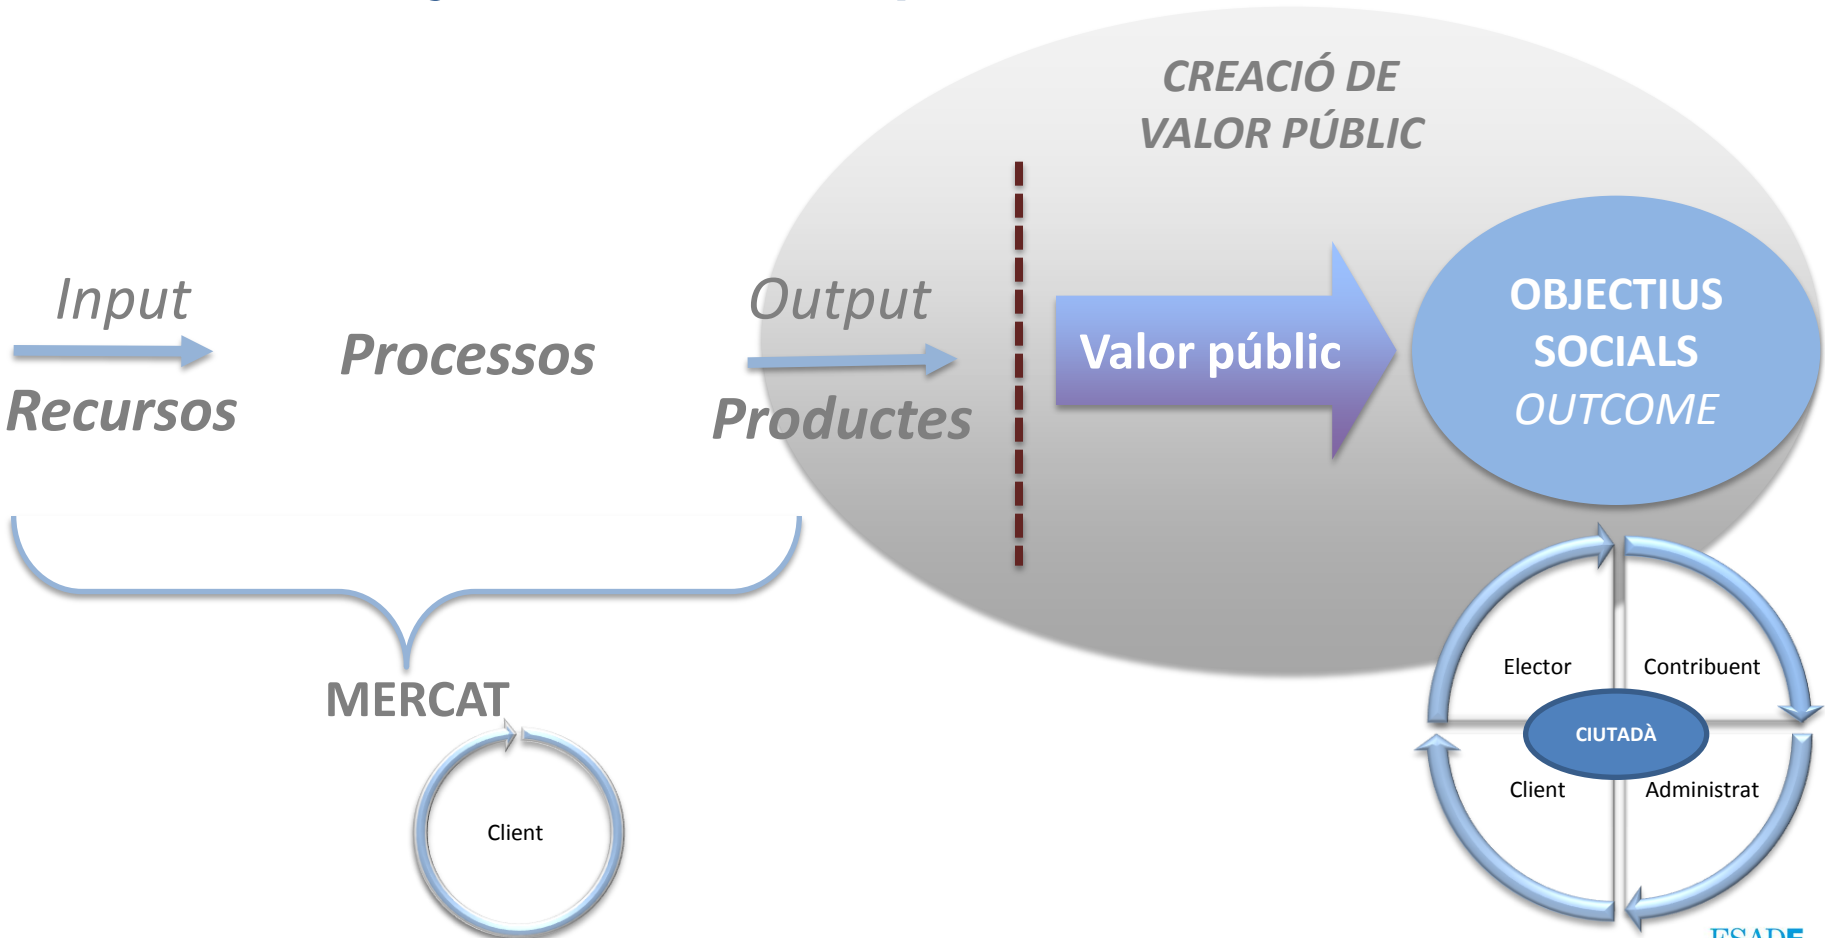 CREACIÓ DE
VALOR PÚBLIC
Input
Recursos
Processos
Output
Productes
Valor públic
OBJECTIUS
SOCIALS
OUTCOME
MERCAT
Client
Elector
Contribuent
CIUTADÀ
Client
Administrat
ESADE